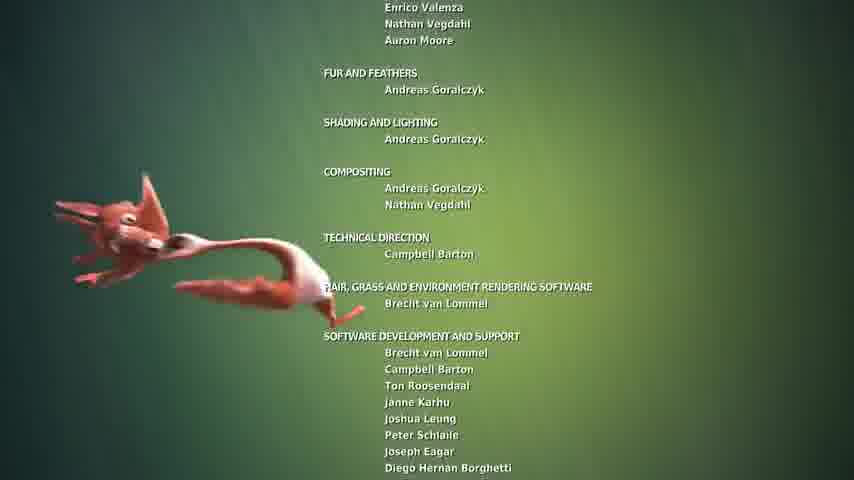 Enrico Valenza
Nathan Vegdahl
Aaron Moore
FUR AND FEATHERS
Andreas Goralczyk
SHADING AND LIGHTING
Andreas Goralczyk
COMPOSITING
Andreas Goralczyk
Nathan Vegdahl
TECHNICAL DIRECTION
Campbell Barton
HAIR, GRASS AND ENVIRONMENT RENDERING SOFTWARE
Brecht van Lommel
SOFTWARE DEVELOPMENT AND SUPPORT
Brecht van Lommel
Campbell Barton
Ton Roosendaal
Janne Karhu
Joshua Leung
Peter Schlaile
Joseph Eagar
Diego Hernan Borghetti